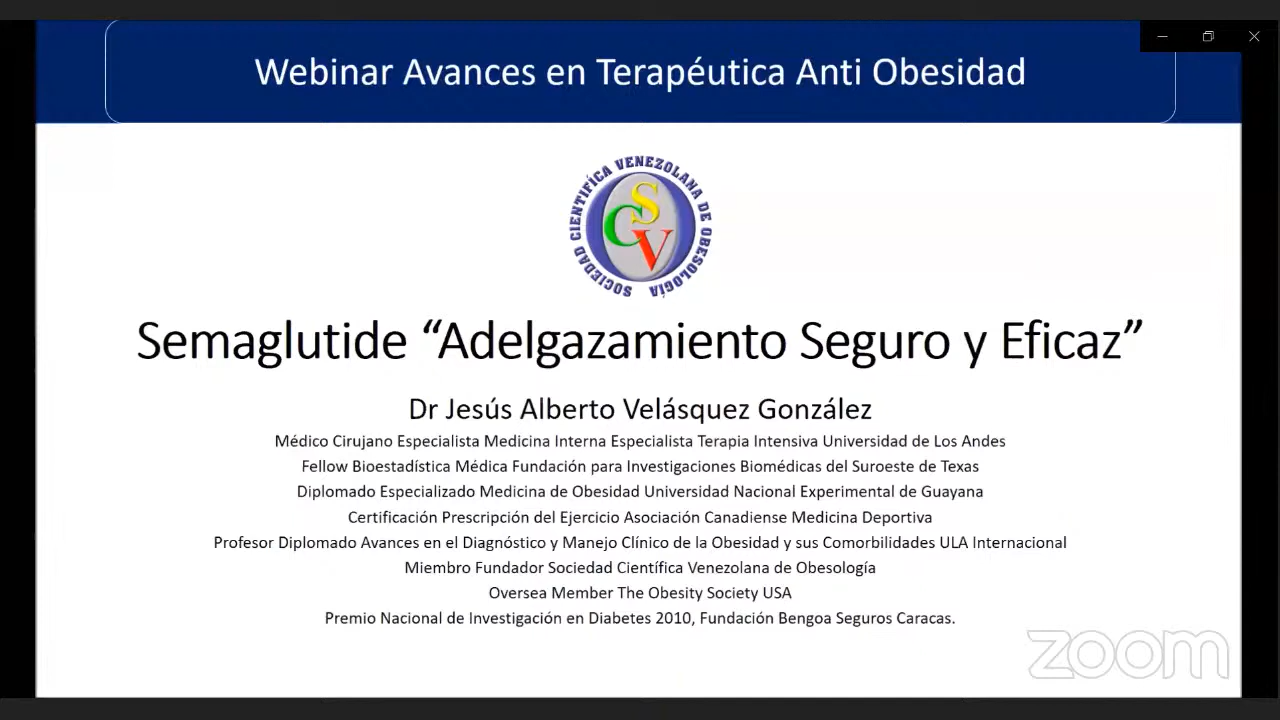 Webinar Avances en Terapéutica Anti Obesidad
SOCIEDAD CIENTIFÍCA VENEZOLANA DE OBESOLOGÍA
S
C
V
Semaglutide “Adelgazamiento Seguro y Eficaz”
Dr Jesús Alberto Velásquez González
Médico Cirujano Especialista Medicina Interna Especialista Terapia Intensiva Universidad de Los Andes
Fellow Bioestadística Médica Fundación para Investigaciones Biomédicas del Suroeste de Texas
Diplomado Especializado Medicina de Obesidad Universidad Nacional Experimental de Guayana
Certificación Prescripción del Ejercicio Asociación Canadiense Medicina Deportiva
Profesor Diplomado Avances en el Diagnóstico y Manejo Clínico de la Obesidad y sus Comorbilidades ULA Internacional
Miembro Fundador Sociedad Científica Venezolana de Obesología
Oversea Member The Obesity Society USA
Premio Nacional de Investigación en Diabetes 2010, Fundación Bengoa Seguros Caracas.
zoom